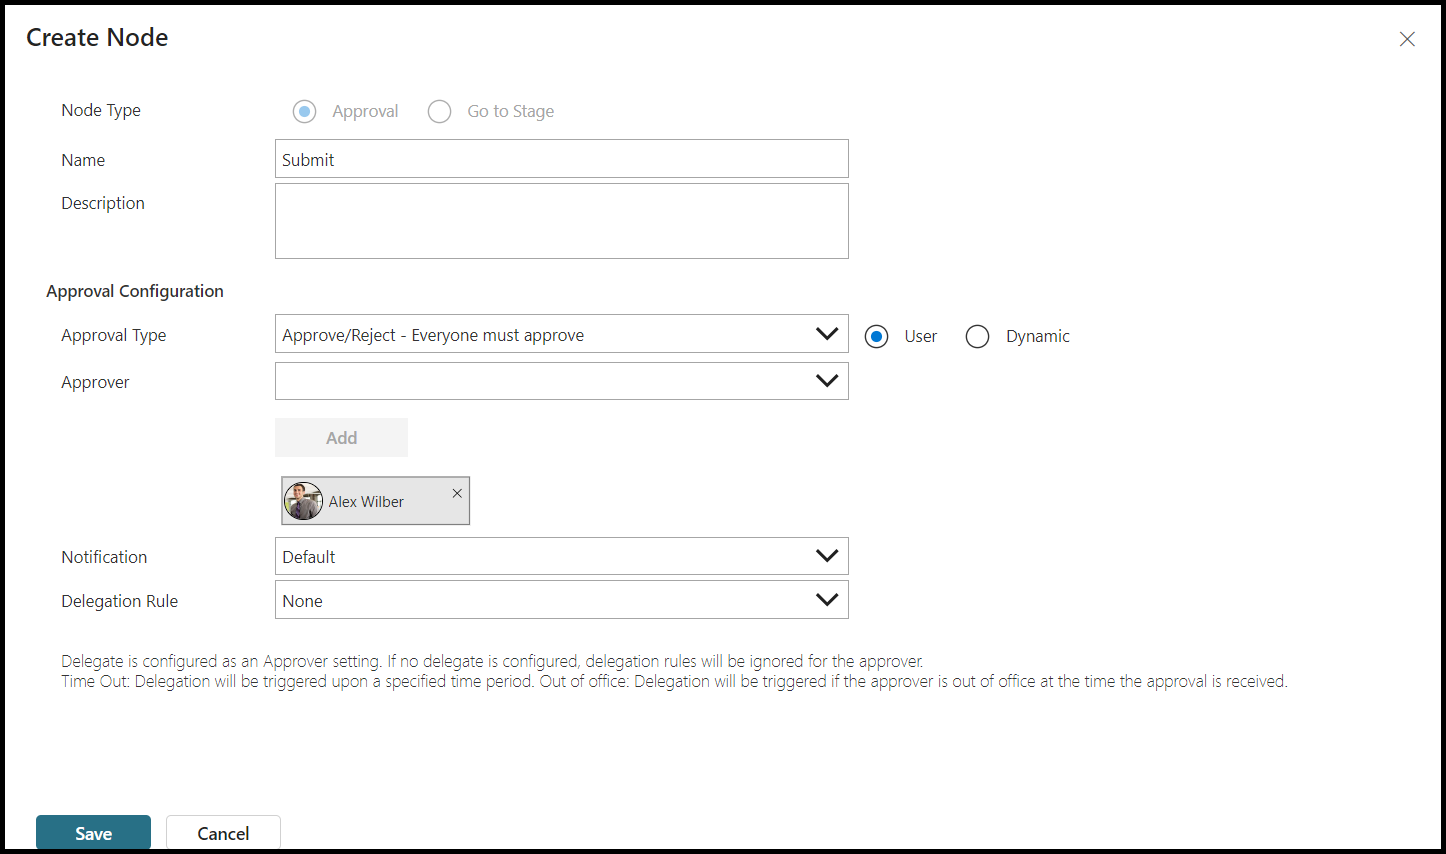 Create Node
Node Type Approval Go to Stage
Name Submit
Description
Approval Configuration
Approval Type Approve/Reject - Everyone must approve User Dynamic
Approver
Add
Alex Wilber
Notification Default
Delegation Rule None
Delegate is configured as an Approver setting. If no delegate is configured, delegation rules will be ignored for the approver.
Time Out: Delegation will be triggered upon a specified time period. Out of office: Delegation will be triggered if the approver is out of office at the time the approval is received.
Save Cancel